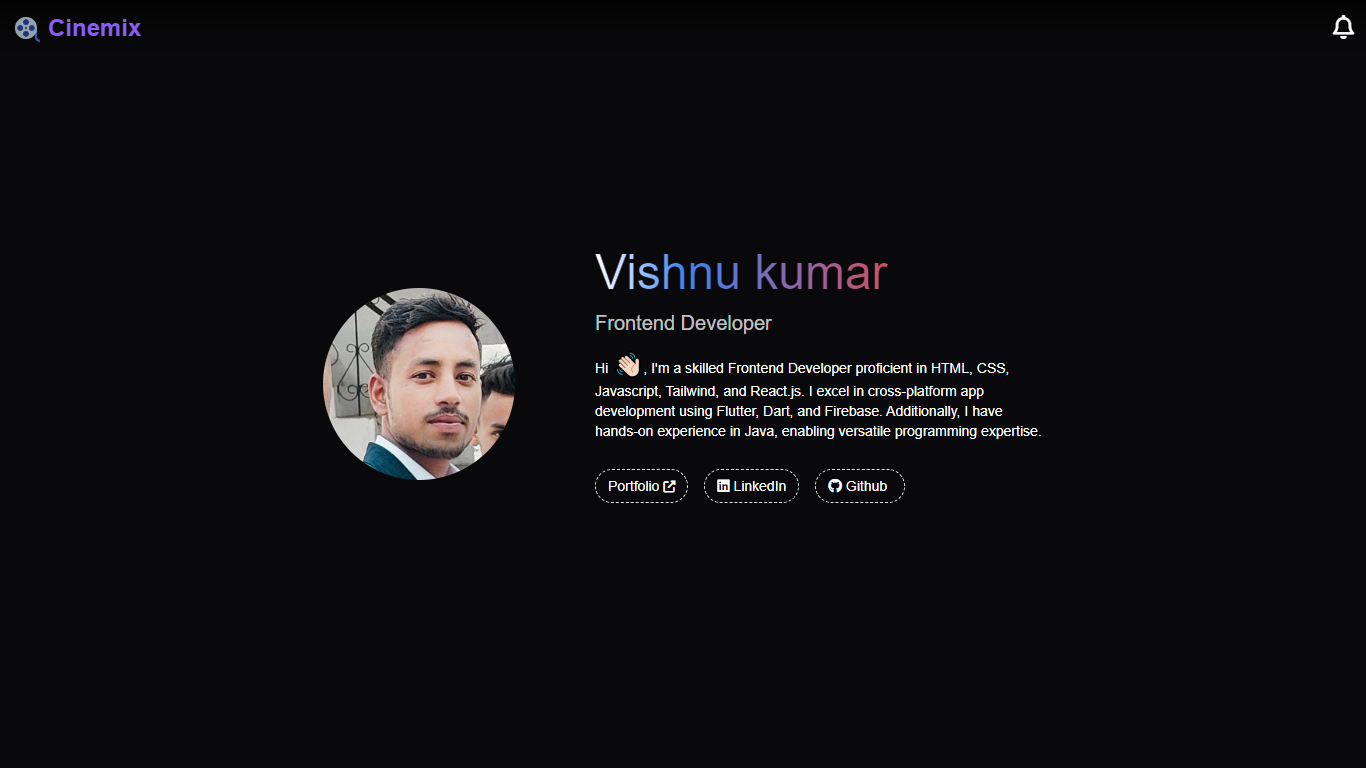 Cinemix
Vishnu kumar
Frontend Developer
Hi 👋🏻, I'm a skilled Frontend Developer proficient in HTML, CSS,
Javascript, Tailwind, and React.js. I excel in cross-platform app
development using Flutter, Dart, and Firebase. Additionally, I have
hands-on experience in Java, enabling versatile programming expertise.
Portfolio
LinkedIn
Github